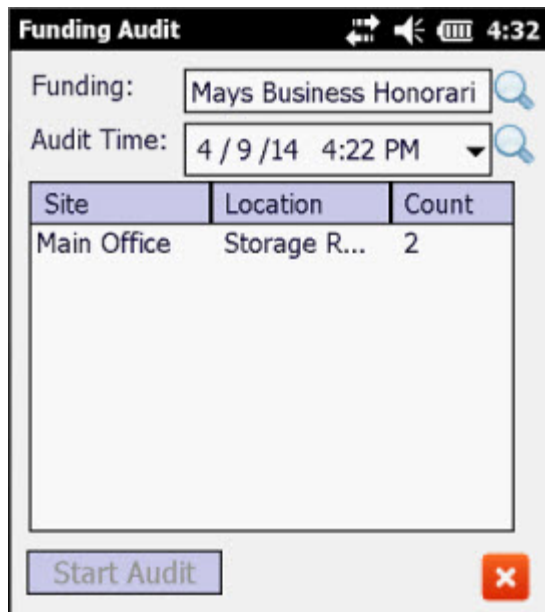 Funding Audit 4:32
Funding: Mays Business Honorari
Audit Time: 4 / 9 /14 4:22 PM
Site Location Count
Main Office Storage R... 2
Start Audit